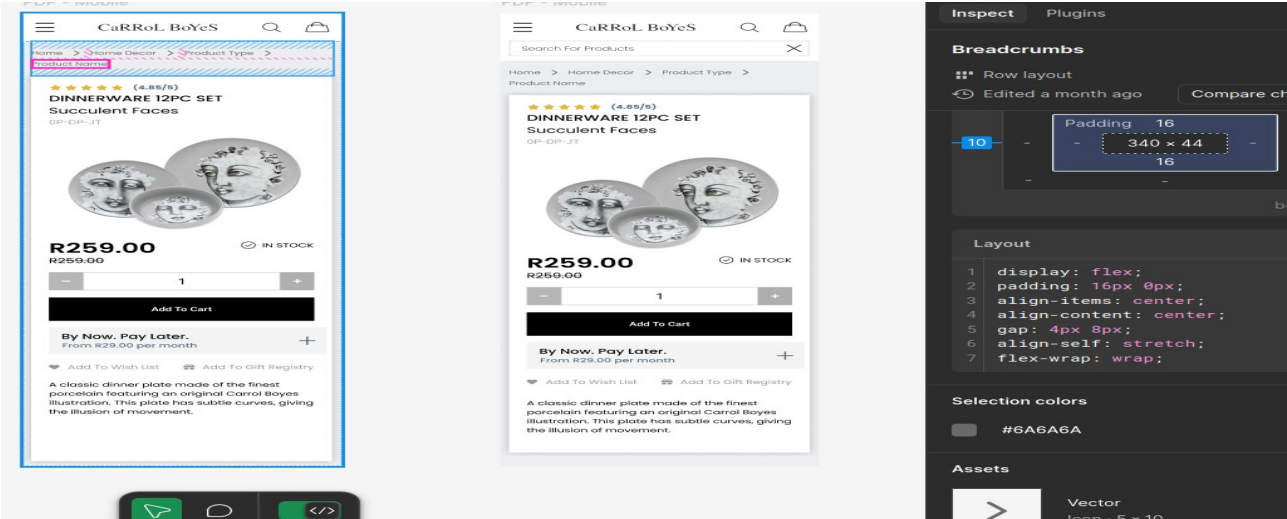 PDP - Mobile
CaRRoL BoYeS
Home > Home Decor > Product Type >
Product Name
(4.85/5)
DINNERWARE 12PC SET
Succulent Faces
0P-DP-JT
R259.00
IN STOCK
R259.00
− 1 +
Add To Cart
By Now. Pay Later.
From R29.00 per month
Add To Wish List Add To Gift Registry
A classic dinner plate made of the finest
porcelain featuring an original Carrol Boyes
illustration. This plate has subtle curves, giving
the illusion of movement.
PDP - Mobile
CaRRoL BoYeS
Search For Products
Home > Home Decor > Product Type >
Product Name
(4.85/5)
DINNERWARE 12PC SET
Succulent Faces
0P-DP-JT
R259.00
IN STOCK
R259.00
− 1 +
Add To Cart
By Now. Pay Later.
From R29.00 per month
Add To Wish List Add To Gift Registry
A classic dinner plate made of the finest
porcelain featuring an original Carrol Boyes
illustration. This plate has subtle curves, giving
the illusion of movement.
</>
Inspect Plugins
Breadcrumbs
Row layout
Edited a month ago Compare ch
Padding 16
10 - - 340 × 44 -
16
- -
b
Layout
1 display: flex;
2 padding: 16px 0px;
3 align-items: center;
4 align-content: center;
5 gap: 4px 8px;
6 align-self: stretch;
7 flex-wrap: wrap;
Selection colors
#6A6A6A
Assets
Vector
Icon · 5 × 10